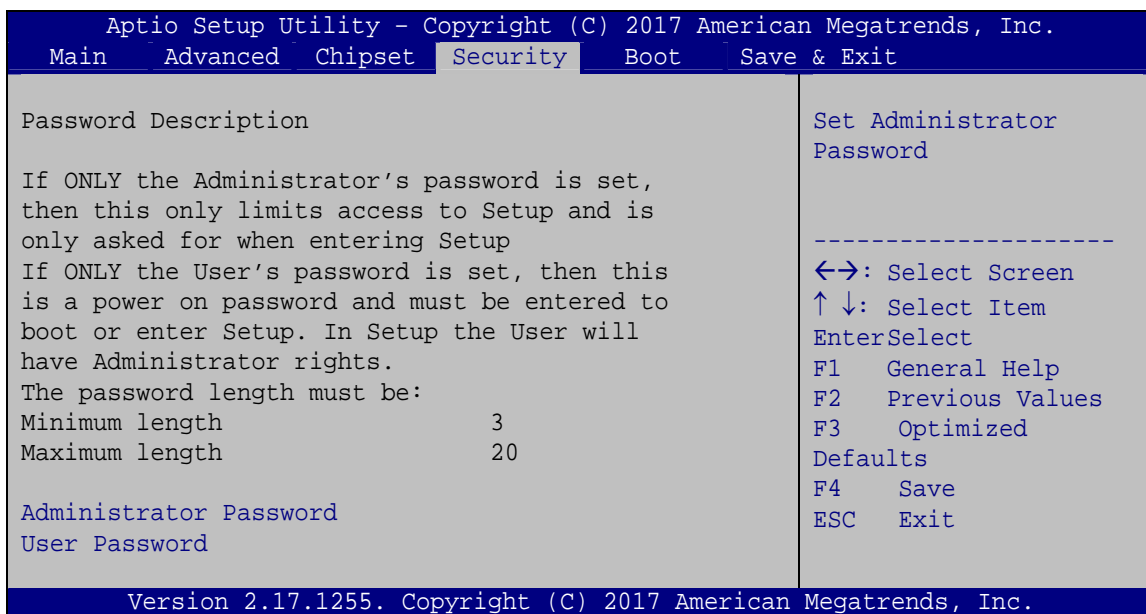 Aptio Setup Utility – Copyright (C) 2017 American Megatrends, Inc.
Main Advanced Chipset Security Boot Save & Exit
Password Description
If ONLY the Administrator's password is set,
then this only limits access to Setup and is
only asked for when entering Setup
If ONLY the User's password is set, then this
is a power on password and must be entered to
boot or enter Setup. In Setup the User will
have Administrator rights.
The password length must be:
Minimum length 3
Maximum length 20
Administrator Password
User Password
Set Administrator
Password
---------------------
←→: Select Screen
↑ ↓: Select Item
EnterSelect
F1 General Help
F2 Previous Values
F3 Optimized
Defaults
F4 Save
ESC Exit
Version 2.17.1255. Copyright (C) 2017 American Megatrends, Inc.